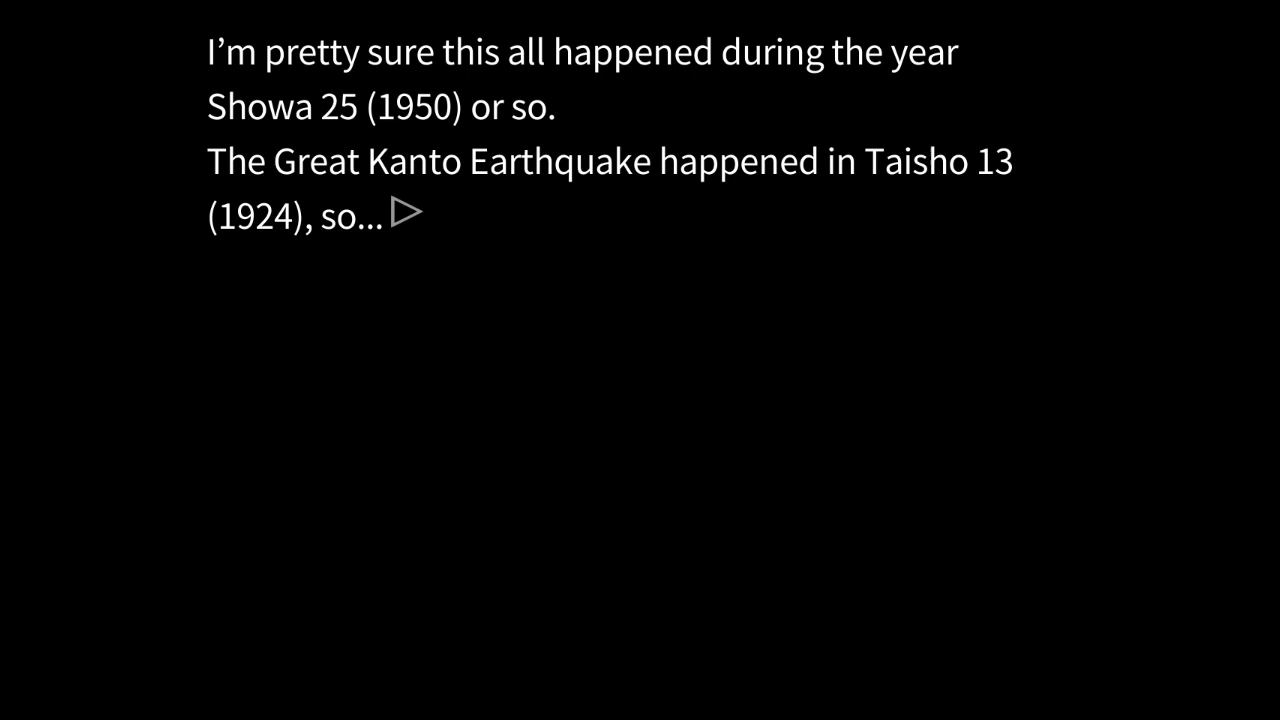 I’m pretty sure this all happened during the year
Showa 25 (1950) or so.
The Great Kanto Earthquake happened in Taisho 13
(1924), so...